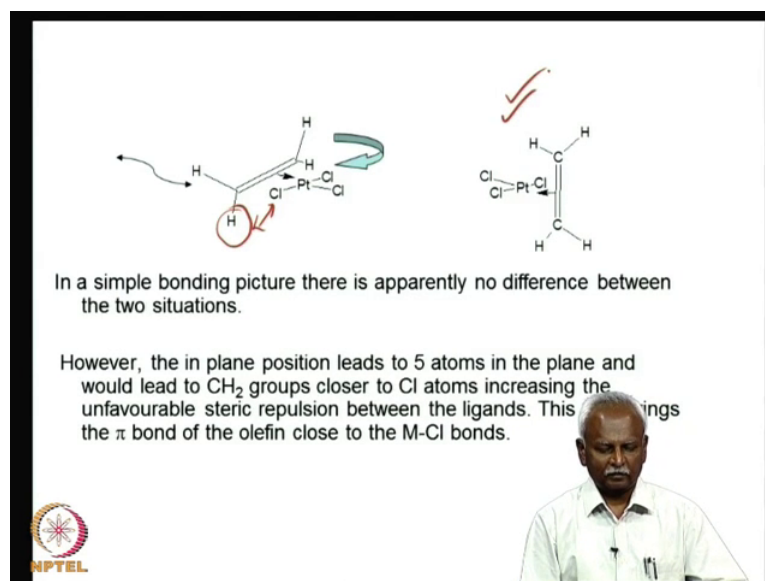 H
H
H
H
Cl
Pt
Cl
Cl
H
H
C
Cl
Cl
Pt
Cl
C
H
H
In a simple bonding picture there is apparently no difference between
the two situations.
However, the in plane position leads to 5 atoms in the plane and
would lead to CH₂ groups closer to Cl atoms increasing the
unfavourable steric repulsion between the ligands. This
the π bond of the olefin close to the M-Cl bonds.
NPTEL